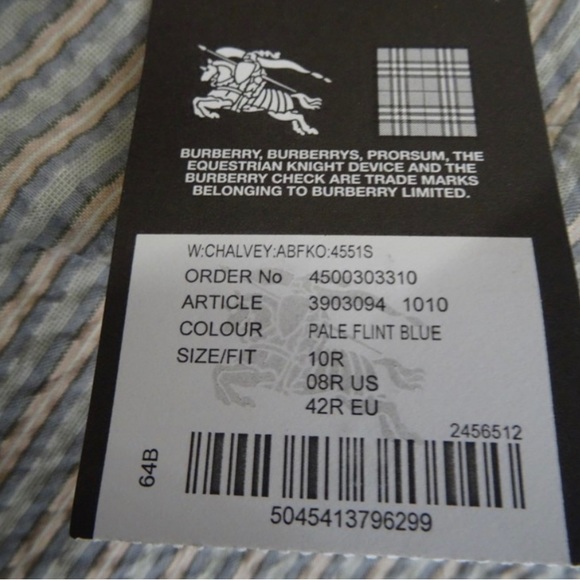 BURBERRY, BURBERRYS, PRORSUM, THE
EQUESTRIAN KNIGHT DEVICE AND THE
BURBERRY CHECK ARE TRADE MARKS
BELONGING TO BURBERRY LIMITED.
W:CHALVEY:ABFKO:4551S
ORDER No 4500303310
ARTICLE 3903094 1010
COLOUR PALE FLINT BLUE
SIZE/FIT 10R
08R US
42R EU
2456512
64B
5045413796299